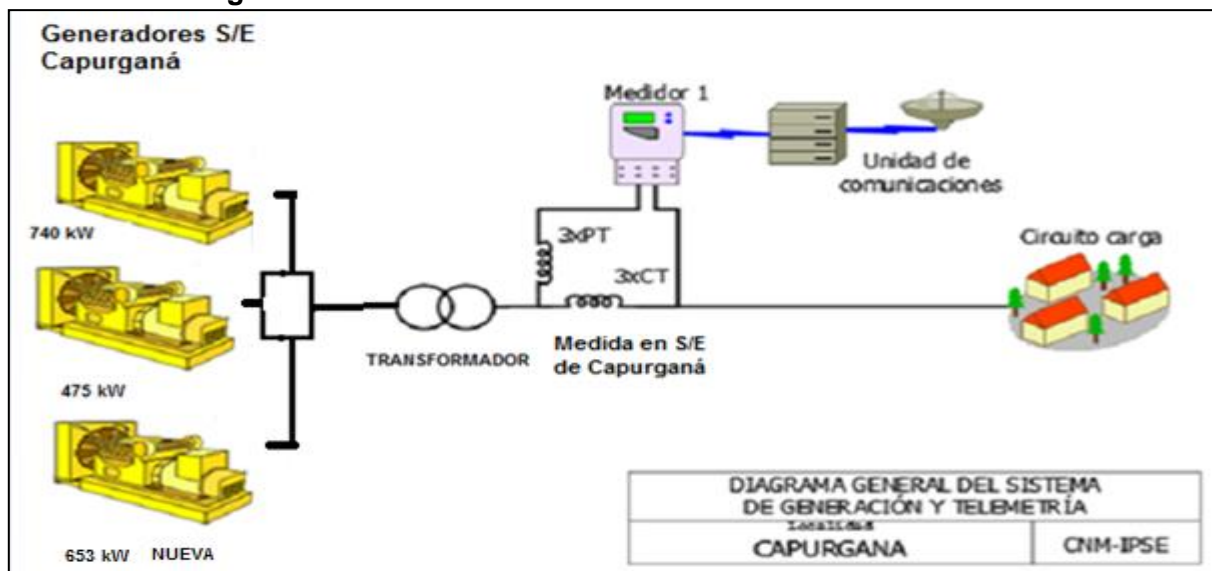 Generadores S/E
Capurganá
740 kW
475 kW
653 kW NUEVA
TRANSFORMADOR
Medidor 1
3xPT
3xCT
Medida en S/E
de Capurganá
Unidad de
comunicaciones
Circuito carga
DIAGRAMA GENERAL DEL SISTEMA
DE GENERACIÓN Y TELEMETRÍA
Localidad
CAPURGANA
CNM-IPSE